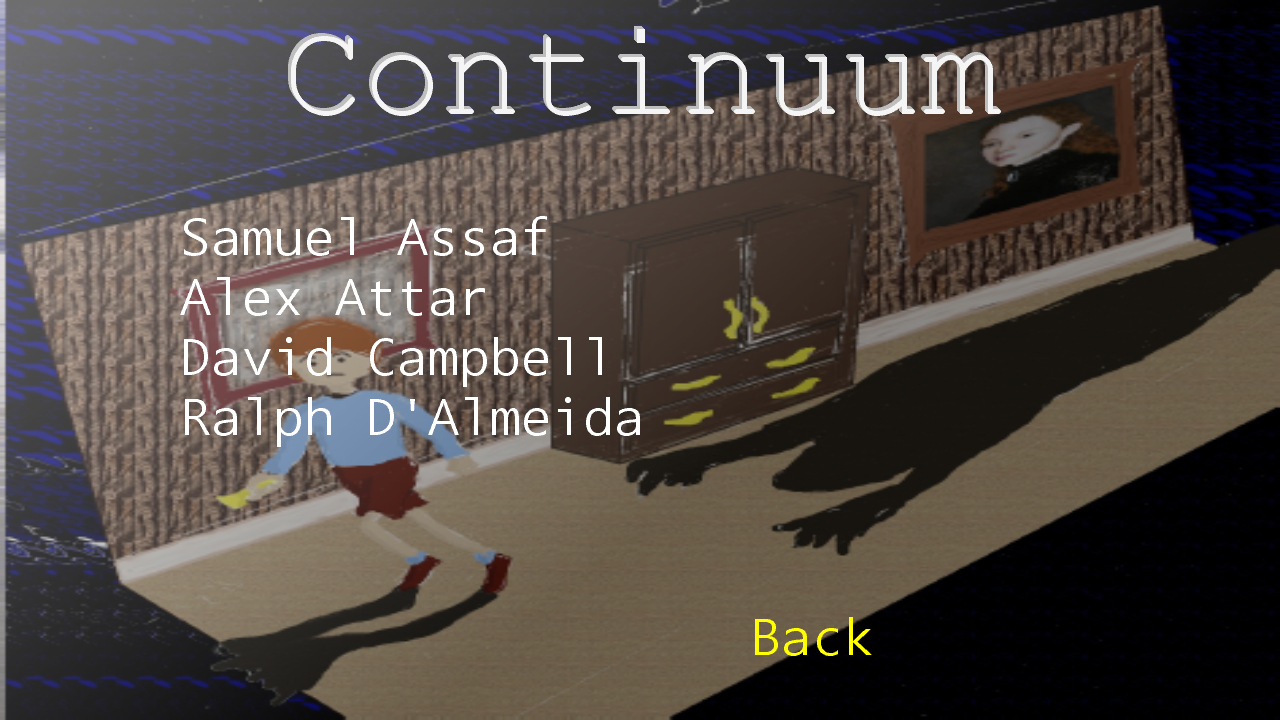 Continuum
Samuel Assaf
Alex Attar
David Campbell
Ralph D'Almeida
Back